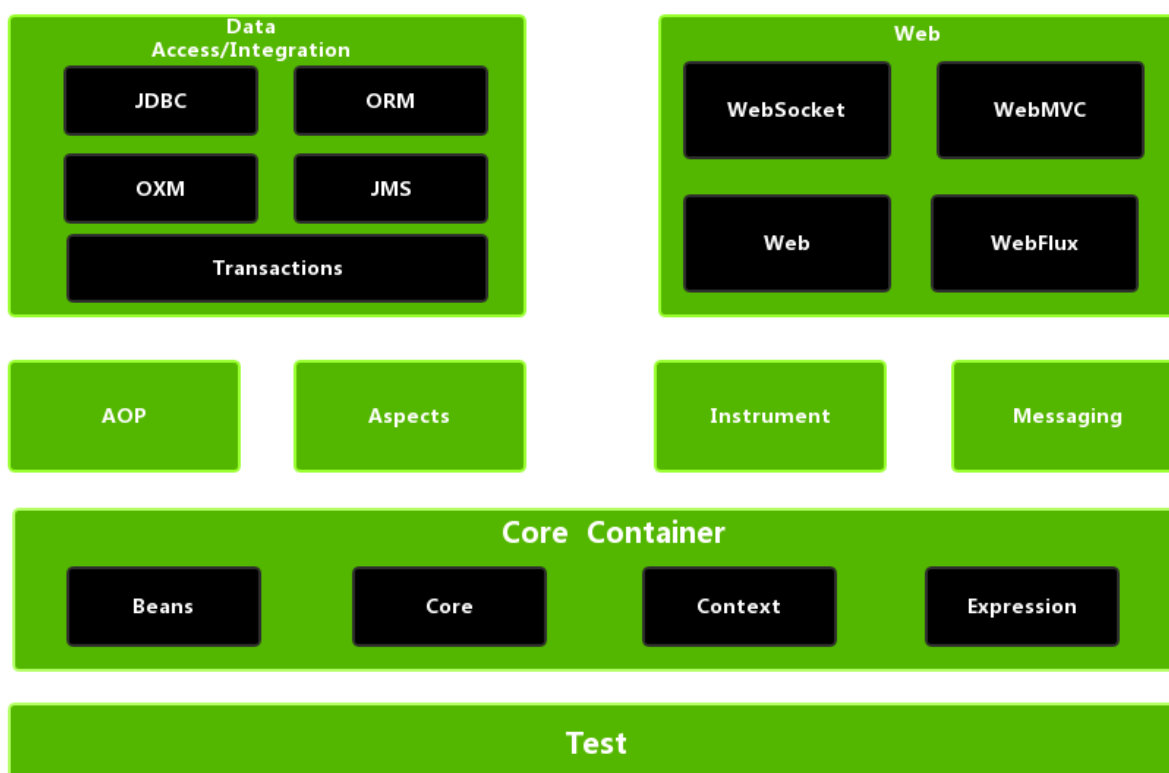 Data
Access/Integration
JDBC
ORM
OXM
JMS
Transactions
Web
WebSocket
WebMVC
Web
WebFlux
AOP
Aspects
Instrument
Messaging
Core Container
Beans
Core
Context
Expression
Test